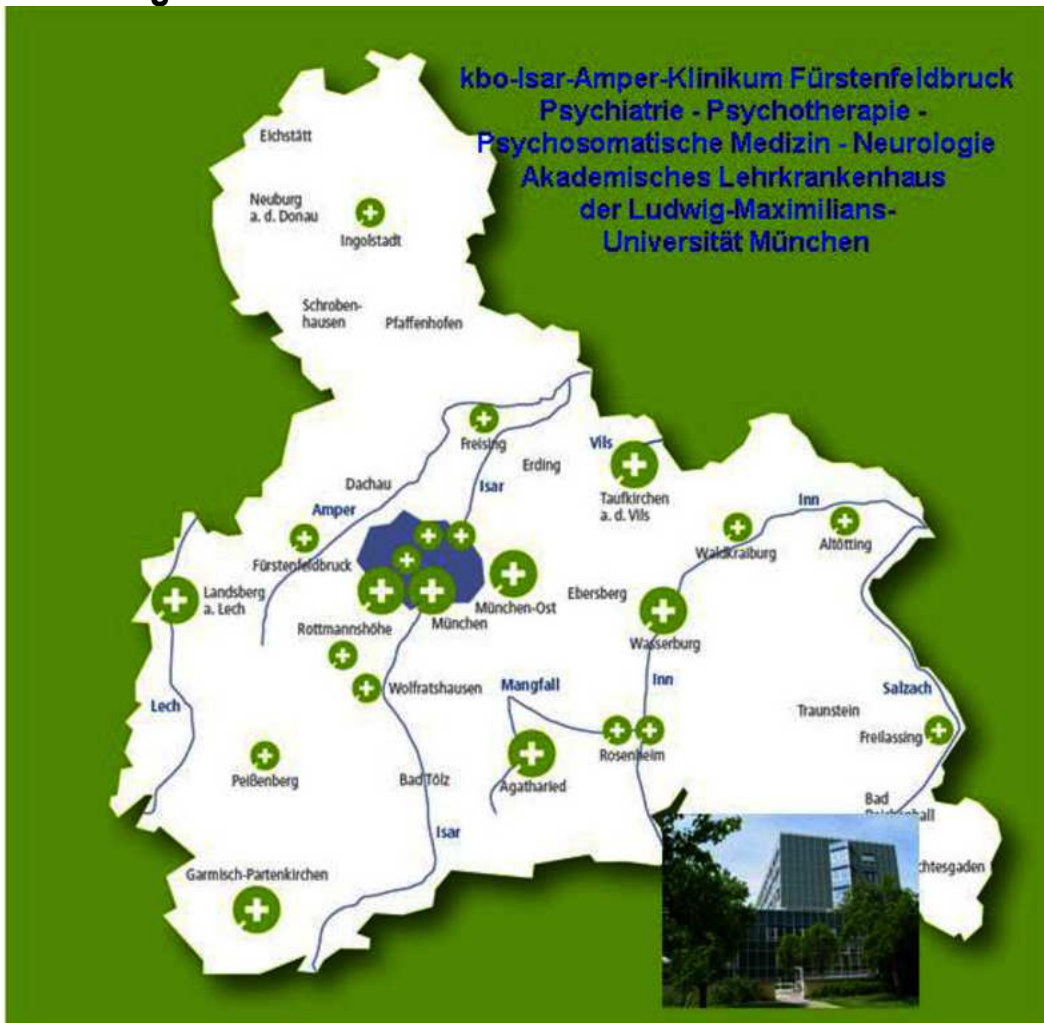 kbo-Isar-Amper-Klinikum Fürstenfeldbruck
Psychiatrie - Psychotherapie -
Psychosomatische Medizin - Neurologie
Akademisches Lehrkrankenhaus
der Ludwig-Maximilians-
Universität München
Eichstätt
Neuburg
a. d. Donau
Ingolstadt
Schroben-
hausen
Pfaffenhofen
Freising
Erding
Vils
Taufkirchen
a. d. Vils
Dachau
Isar
Amper
Inn
Waldkraiburg
Altötting
Fürstenfeldbruck
Landsberg
a. Lech
Rottmannshöhe
München
München-Ost
Ebersberg
Wasserburg
Wolfratshausen
Mangfall
Inn
Lech
Salzach
Traunstein
Freilassing
Rosenheim
Peißenberg
Bad Tölz
Agatharied
Isar
Bad
Garmisch-Partenkirchen
chtesgaden